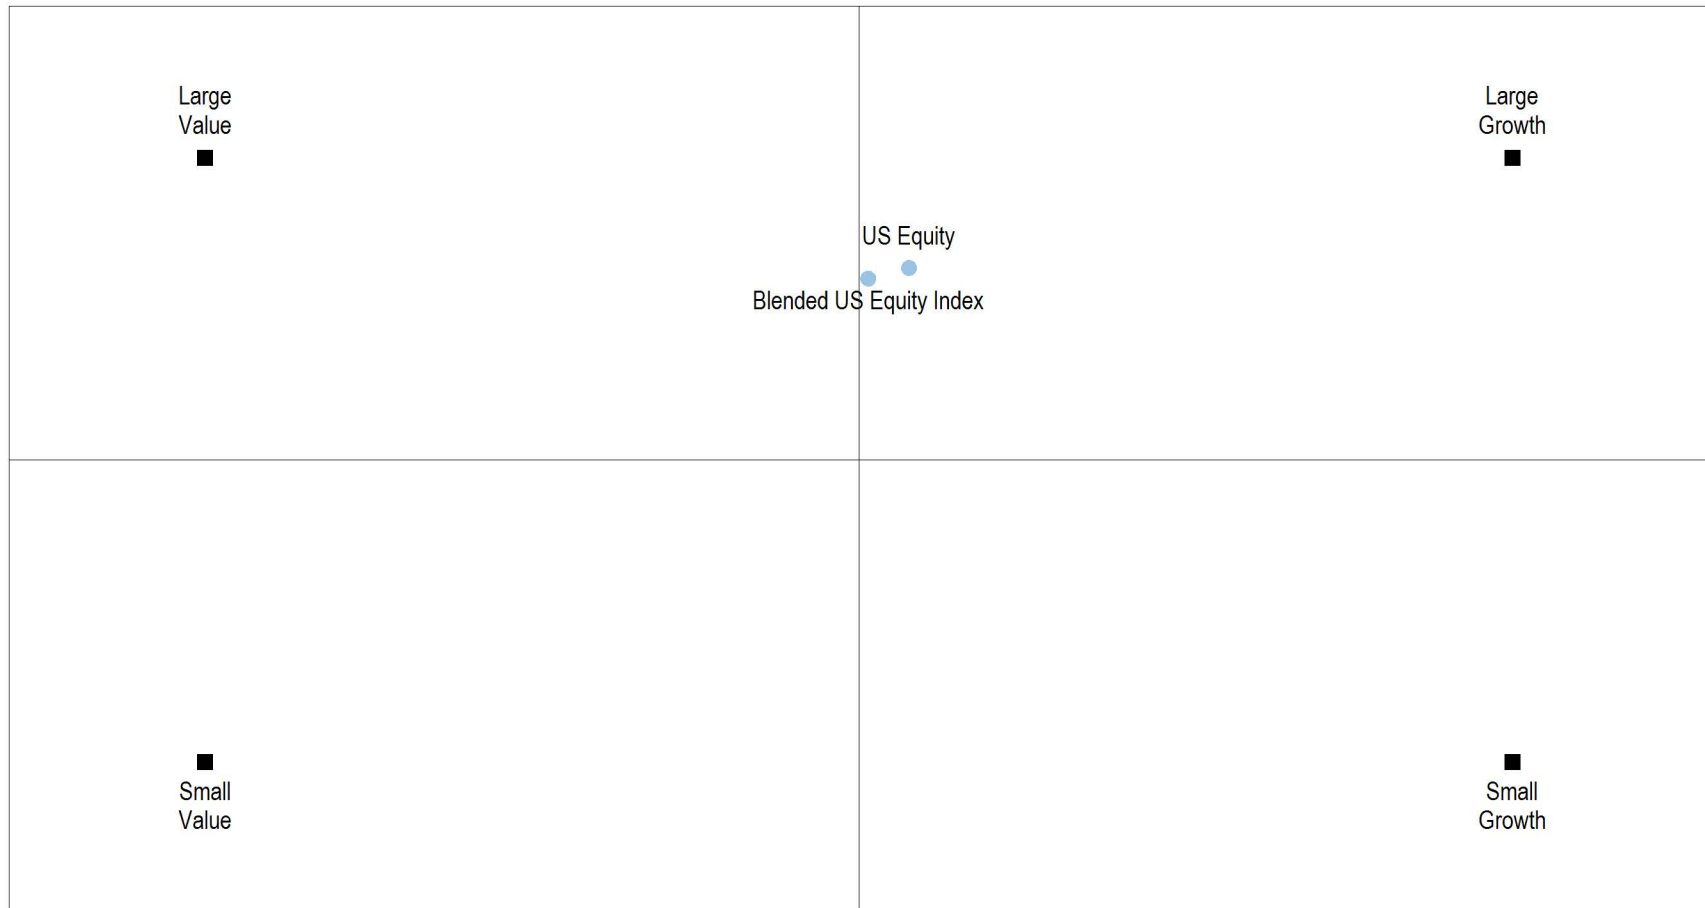 Large
Value
Large
Growth
US Equity
Blended US Equity Index
Small
Value
Small
Growth